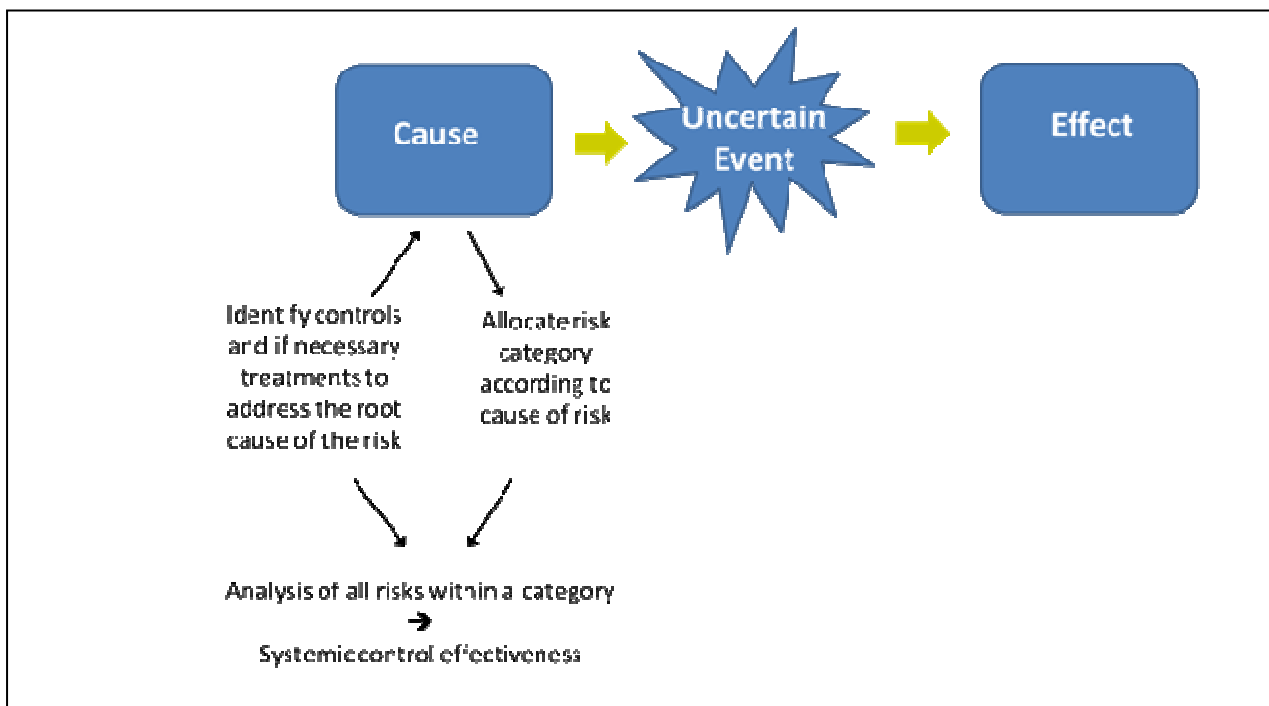 Cause
Uncertain
Event
Effect
Identify controls
and if necessary
treatments to
address the root
cause of the risk
Allocate risk
category
according to
cause of risk
Analysis of all risks within a category
➔
Systemic control effectiveness